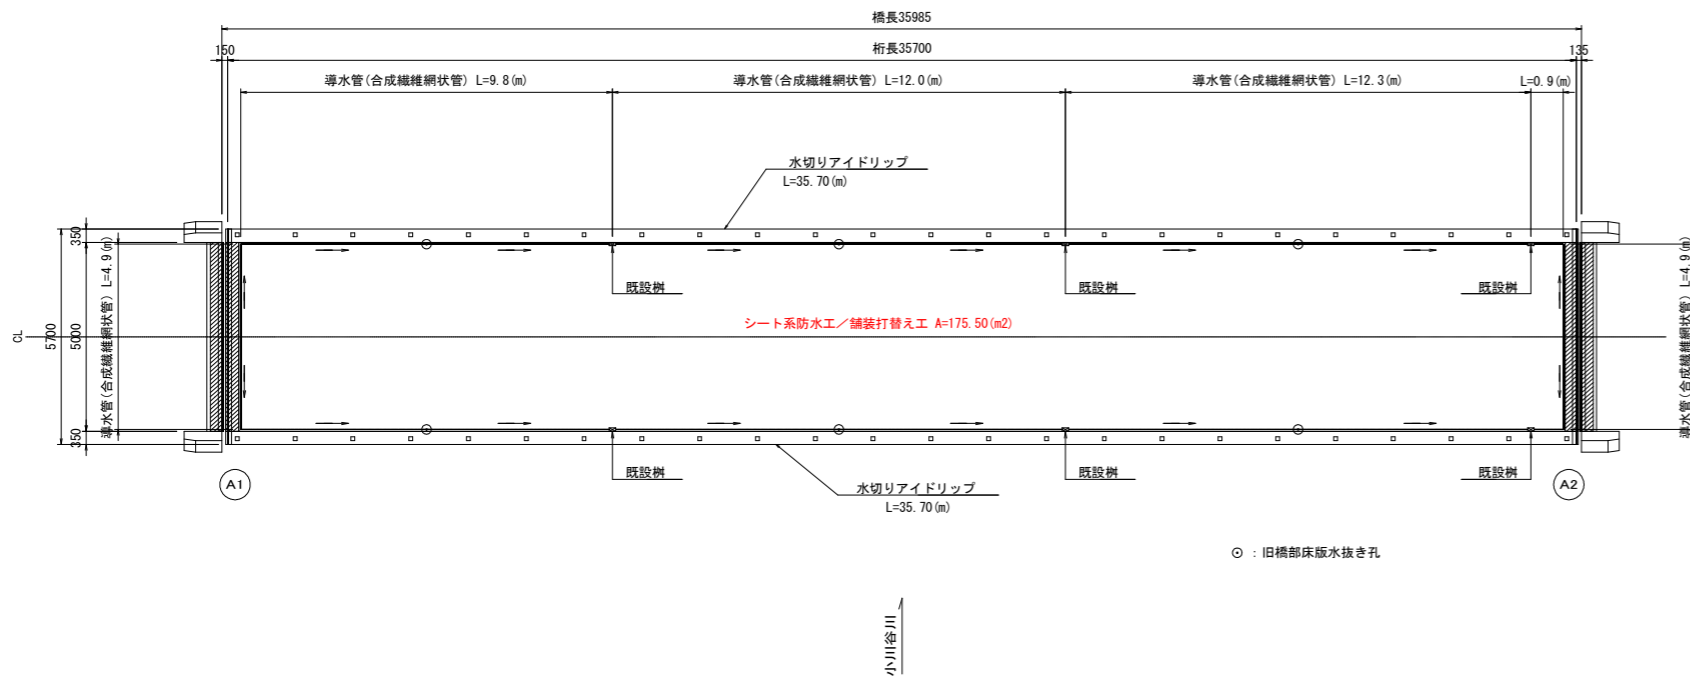 橋長35985
150
桁長35700
135
導水管(合成繊維網状管) L=9.8(m)
導水管(合成繊維網状管) L=12.0(m)
導水管(合成繊維網状管) L=12.3(m)
L=0.9(m)
水切りアイドリップ
L=35.70(m)
350
5000
350
5700
CL
導水管(合成繊維網状管) L=4.9(m)
導水管(合成繊維網状管) L=4.9(m)
既設桝
既設桝
既設桝
シート系防水工/舗装打替え工 A=175.50(m2)
既設桝
既設桝
既設桝
A1
水切りアイドリップ
L=35.70(m)
A2
⊙ : 旧橋部床版水抜き孔
小川谷川